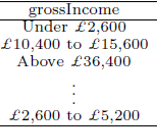 grossIncome
Under £2,600
£10,400 to £15,600
Above £36,400
⋮
£2,600 to £5,200